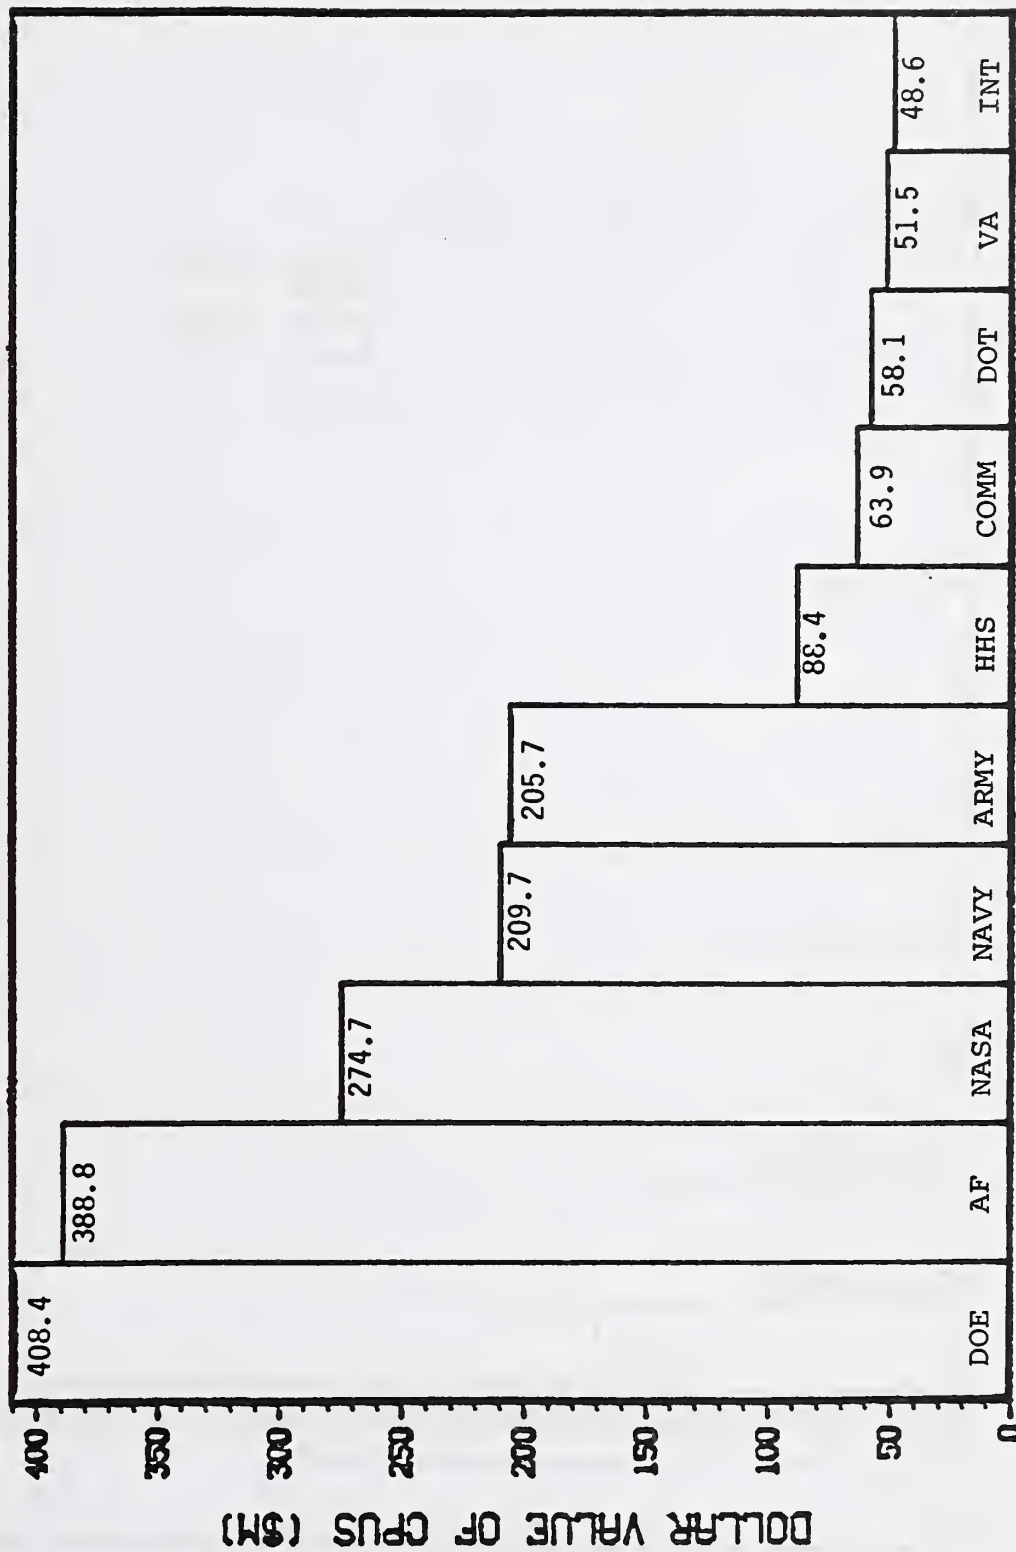 DOLLAR VALUE OF CPUS ($M)
400
350
300
250
200
150
100
50
0
408.4
388.8
274.7
209.7
205.7
88.4
63.9
58.1
51.5
48.6
DOE
AF
NASA
NAVY
ARMY
HHS
COMM
DOT
VA
INT